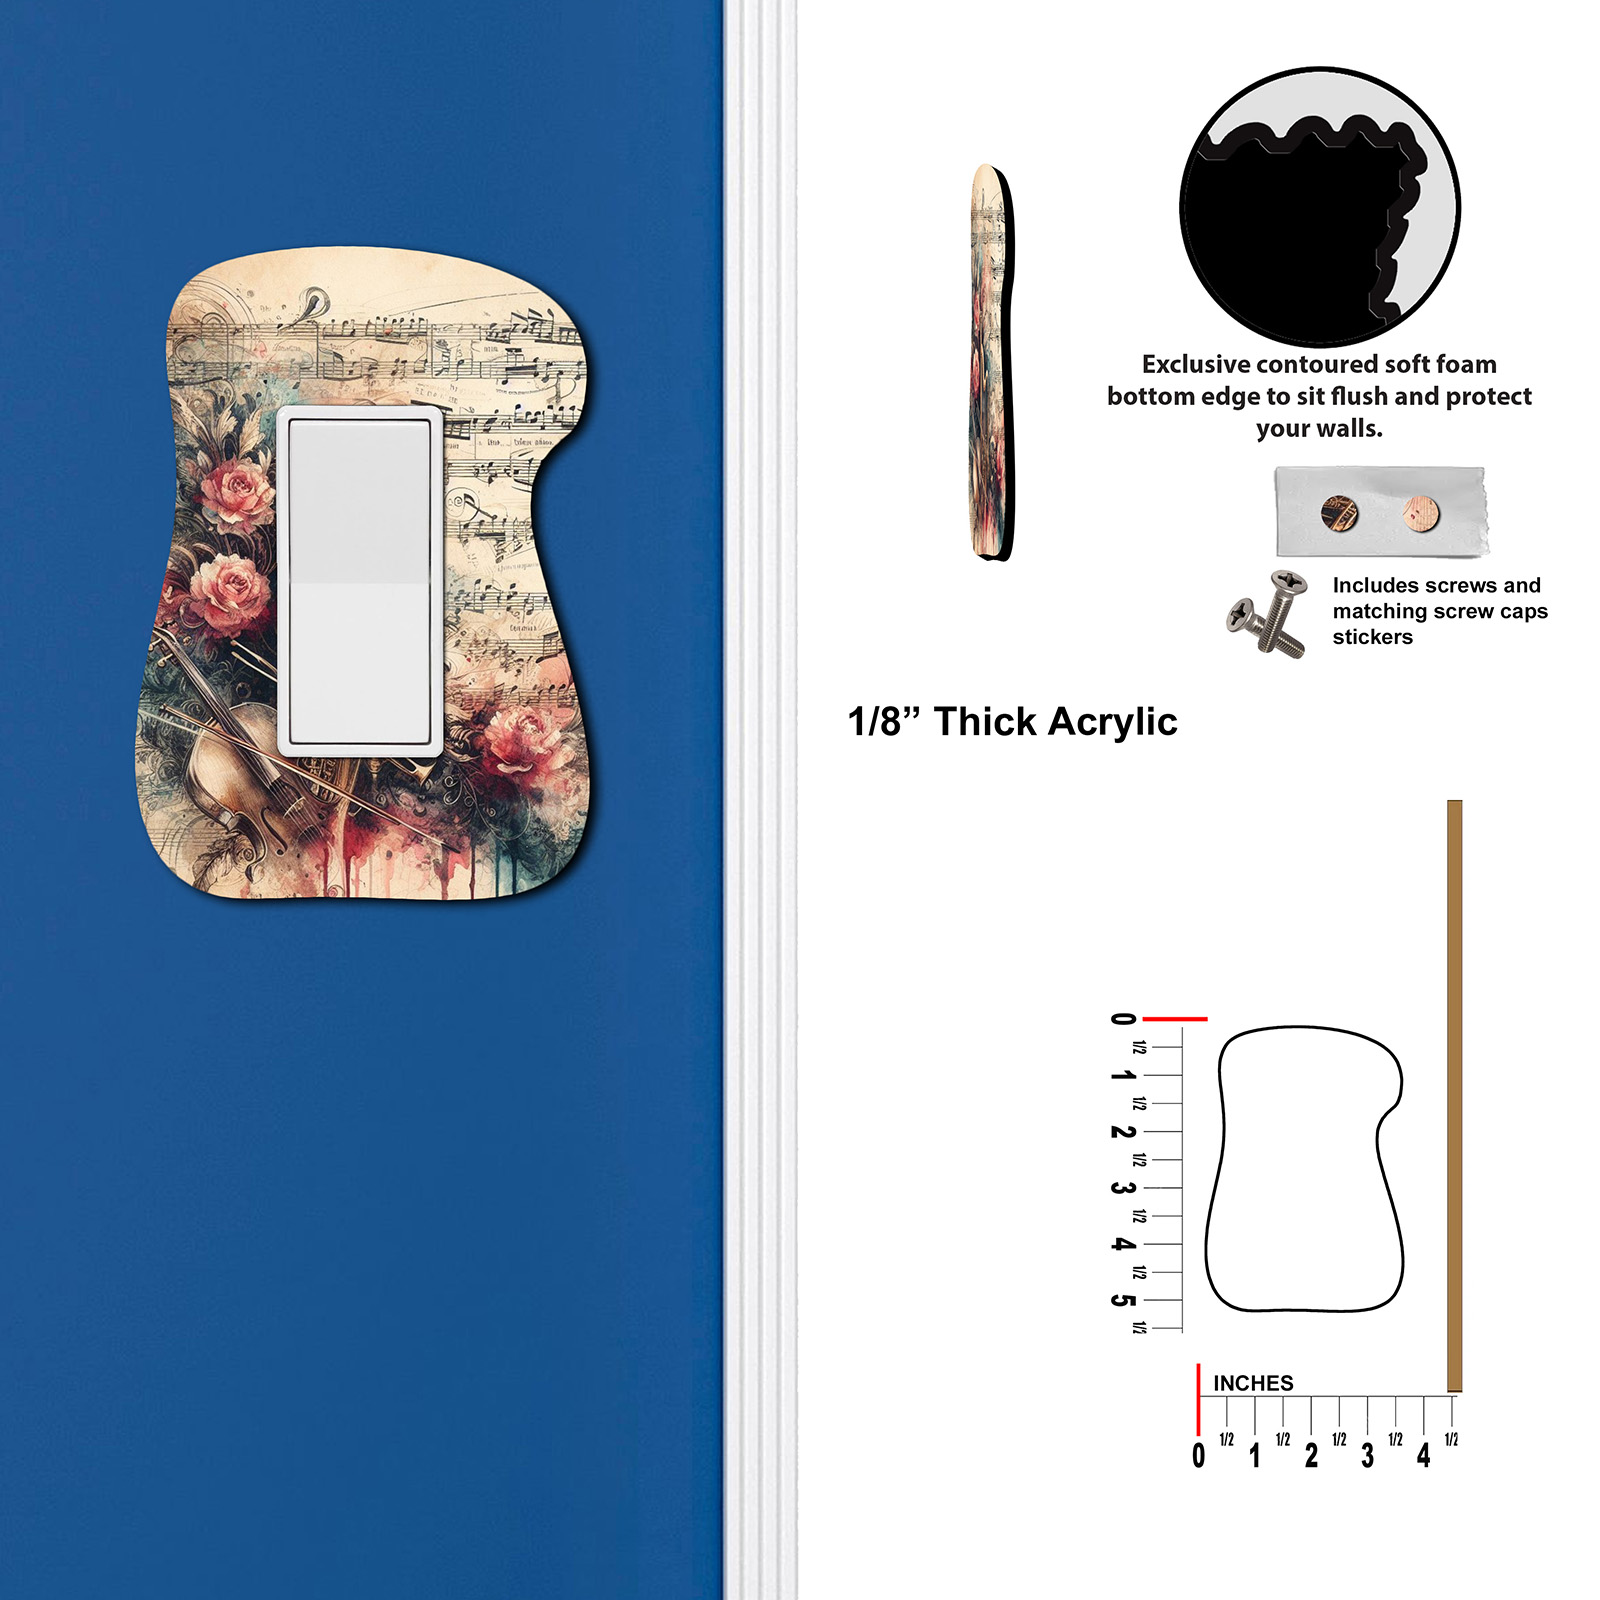 Exclusive contoured soft foam
bottom edge to sit flush and protect
your walls.
Includes screws and
matching screw caps
stickers
1/8” Thick Acrylic
0
1/2
1
1/2
2
1/2
3
1/2
4
1/2
5
1/2
INCHES
0 1/2 1 1/2 2 1/2 3 1/2 4 1/2